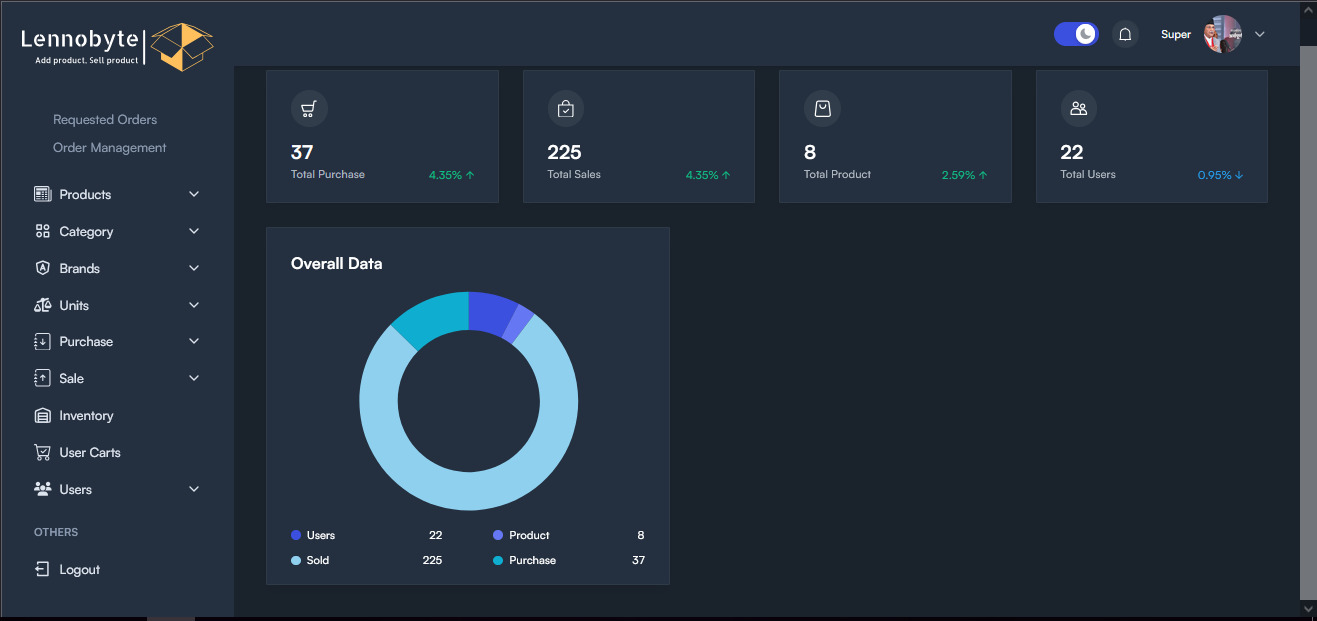 Lennobyte
Add product. Sell product
Super
Requested Orders
Order Management
Products
Category
Brands
Units
Purchase
Sale
Inventory
User Carts
Users
OTHERS
Logout
37
Total Purchase 4.35%
225
Total Sales 4.35%
8
Total Product 2.59%
22
Total Users 0.95%
Overall Data
Users 22 Product 8
Sold 225 Purchase 37